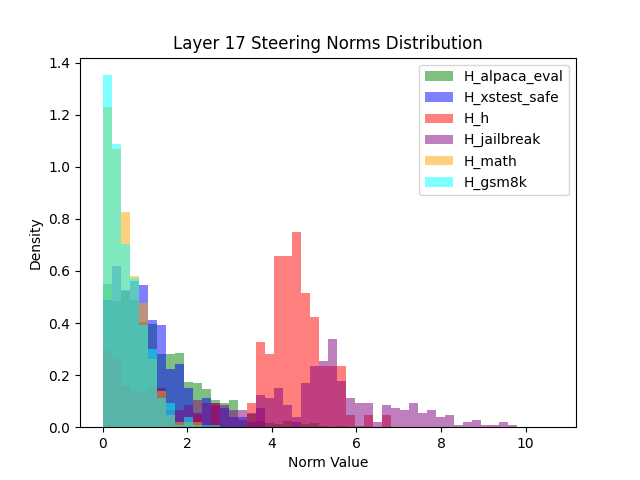 Layer 17 Steering Norms Distribution
H_alpaca_eval
H_xstest_safe
H_h
H_jailbreak
H_math
H_gsm8k
Density
1.4
1.2
1.0
0.8
0.6
0.4
0.2
0.0
0
2
4
6
8
10
Norm Value